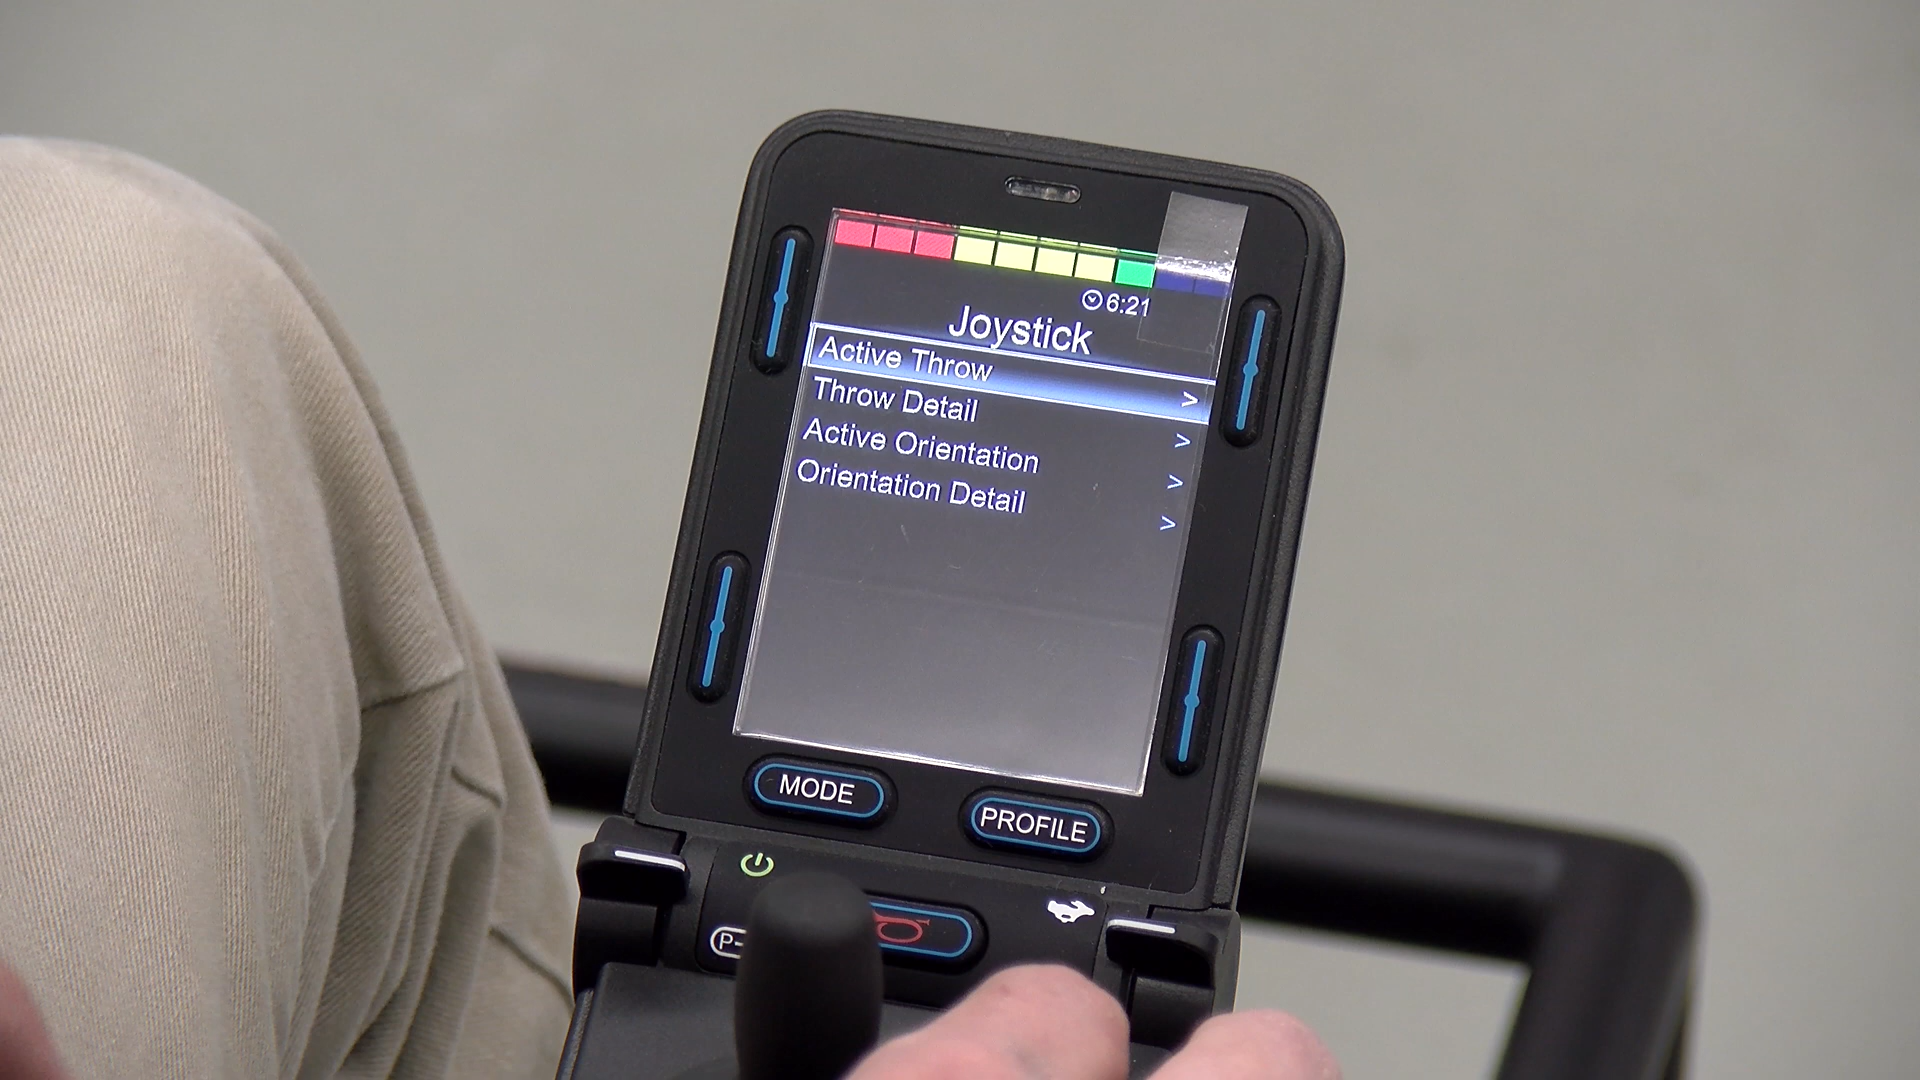 6:21
Joystick
Active Throw >
Throw Detail >
Active Orientation >
Orientation Detail >
MODE
PROFILE
P-